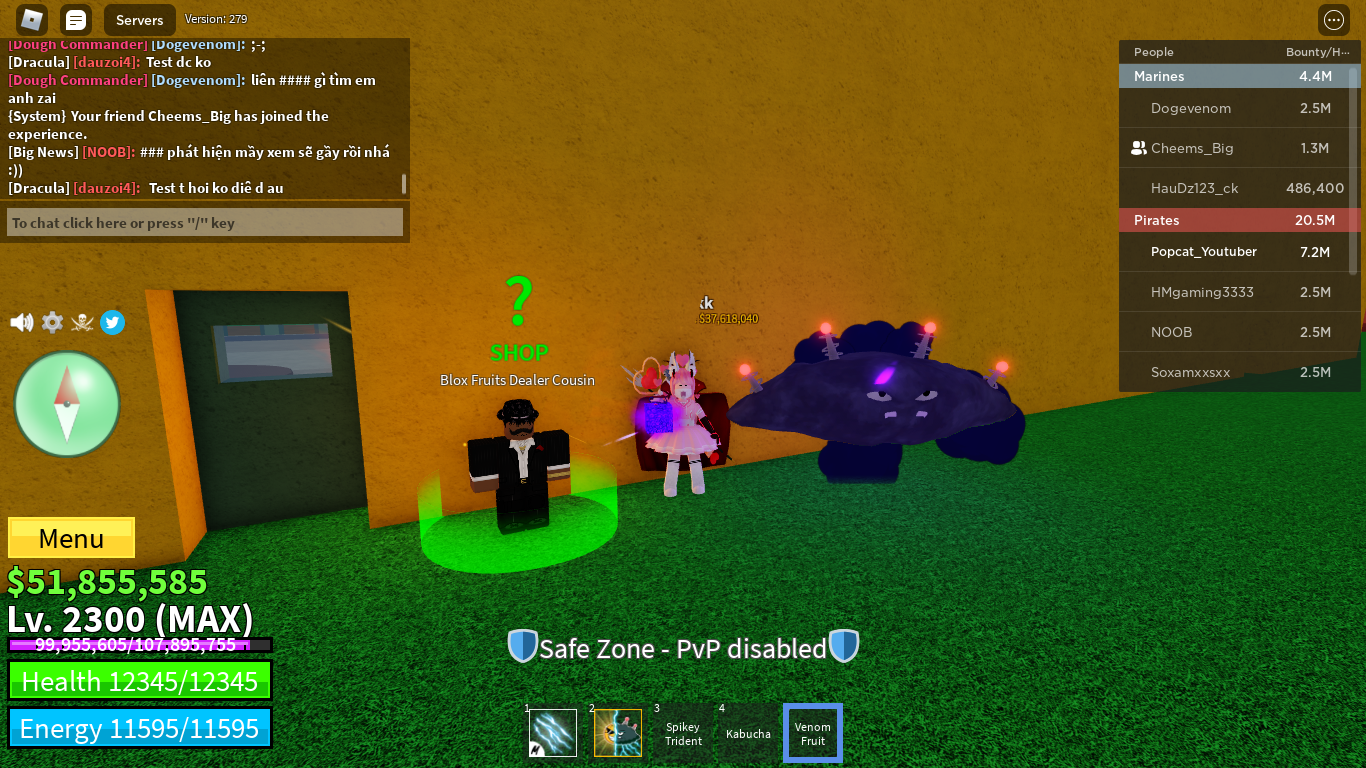 Servers
Version: 279
[Dough Commander] [Dogevenom]: ;-;
[Dracula] [dauzoi4]: Test dc ko
[Dough Commander] [Dogevenom]: liên #### gì tìm em
anh zai
{System} Your friend Cheems_Big has joined the
experience.
[Big News] [NOOB]: ### phát hiện mầy xem sẽ gầy rồi nhá
:))
[Dracula] [dauzoi4]: Test t hoi ko diê d au
To chat click here or press "/" key
People Bounty/H...
Marines 4.4M
Dogevenom 2.5M
Cheems_Big 1.3M
HauDz123_ck 486,400
Pirates 20.5M
Popcat_Youtuber 7.2M
HMgaming3333 2.5M
NOOB 2.5M
Soxamxxsxx 2.5M
?
SHOP
Blox Fruits Dealer Cousin
$37,618,040
Menu
$51,855,585
Lv. 2300 (MAX)
99,955,605/107,895,755
Health 12345/12345
Energy 11595/11595
Safe Zone - PvP disabled
1
2
3
Spikey
Trident
4
Kabucha
Venom
Fruit